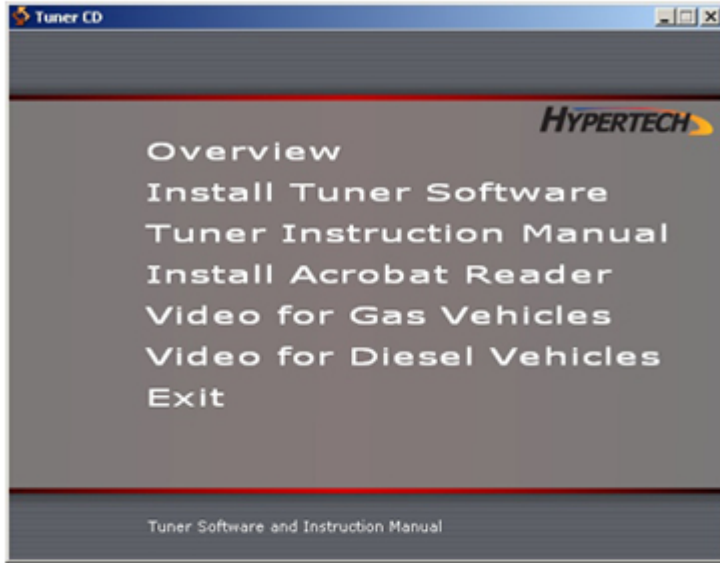 Tuner CD
HYPERTECH
Overview
Install Tuner Software
Tuner Instruction Manual
Install Acrobat Reader
Video for Gas Vehicles
Video for Diesel Vehicles
Exit
Tuner Software and Instruction Manual